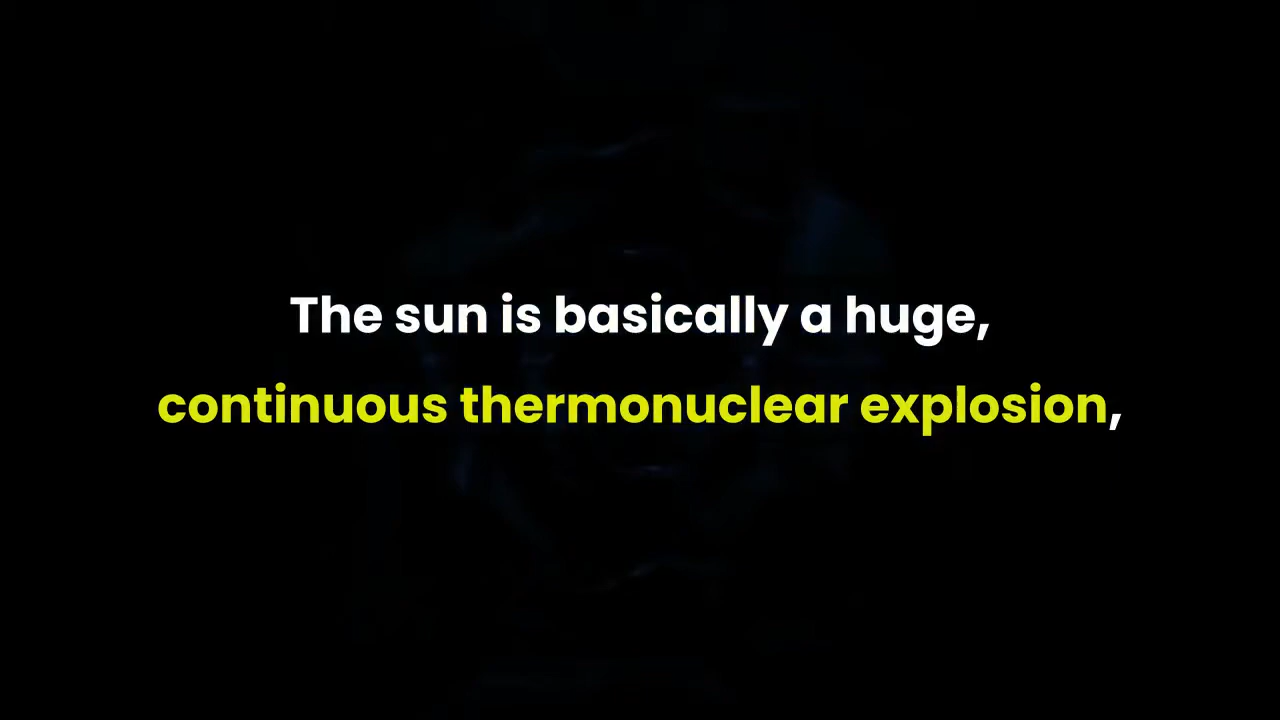 The sun is basically a huge,
continuous thermonuclear explosion,